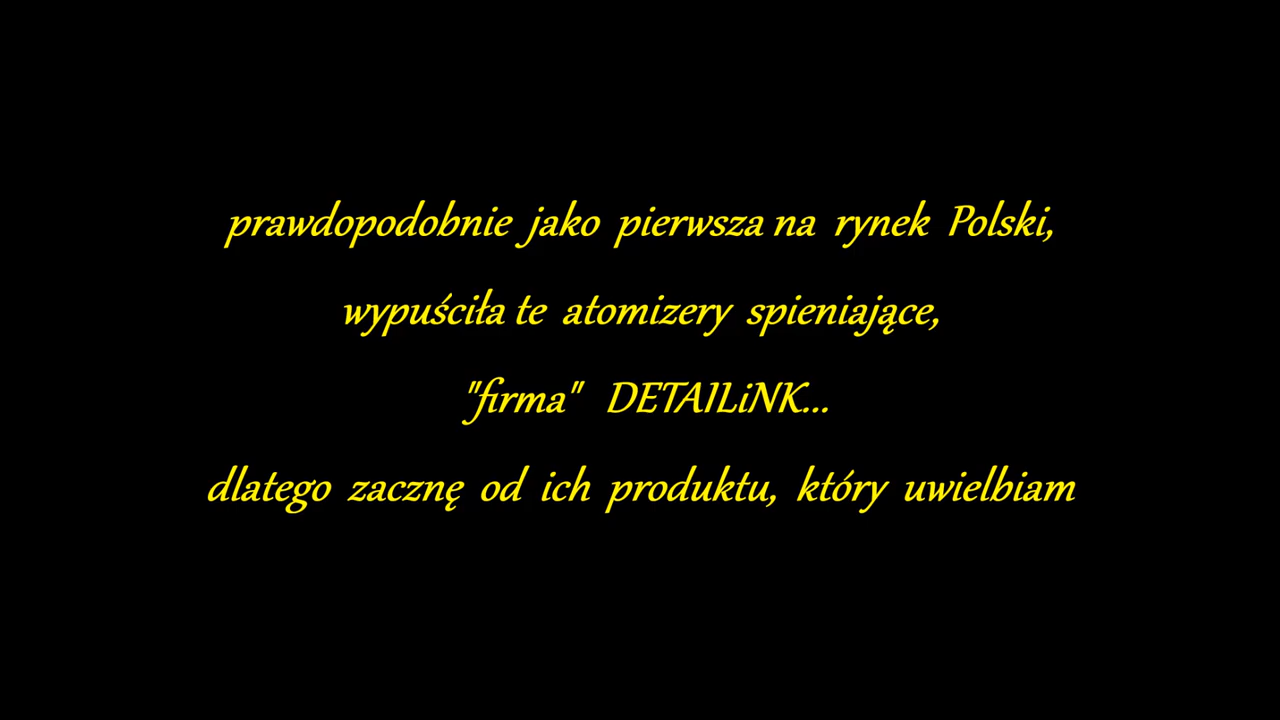 prawdopodobnie jako pierwsza na rynek Polski,
wypuściła te atomizery spieniające,
"firma" DETAILiNK...
dlatego zacznę od ich produktu, który uwielbiam